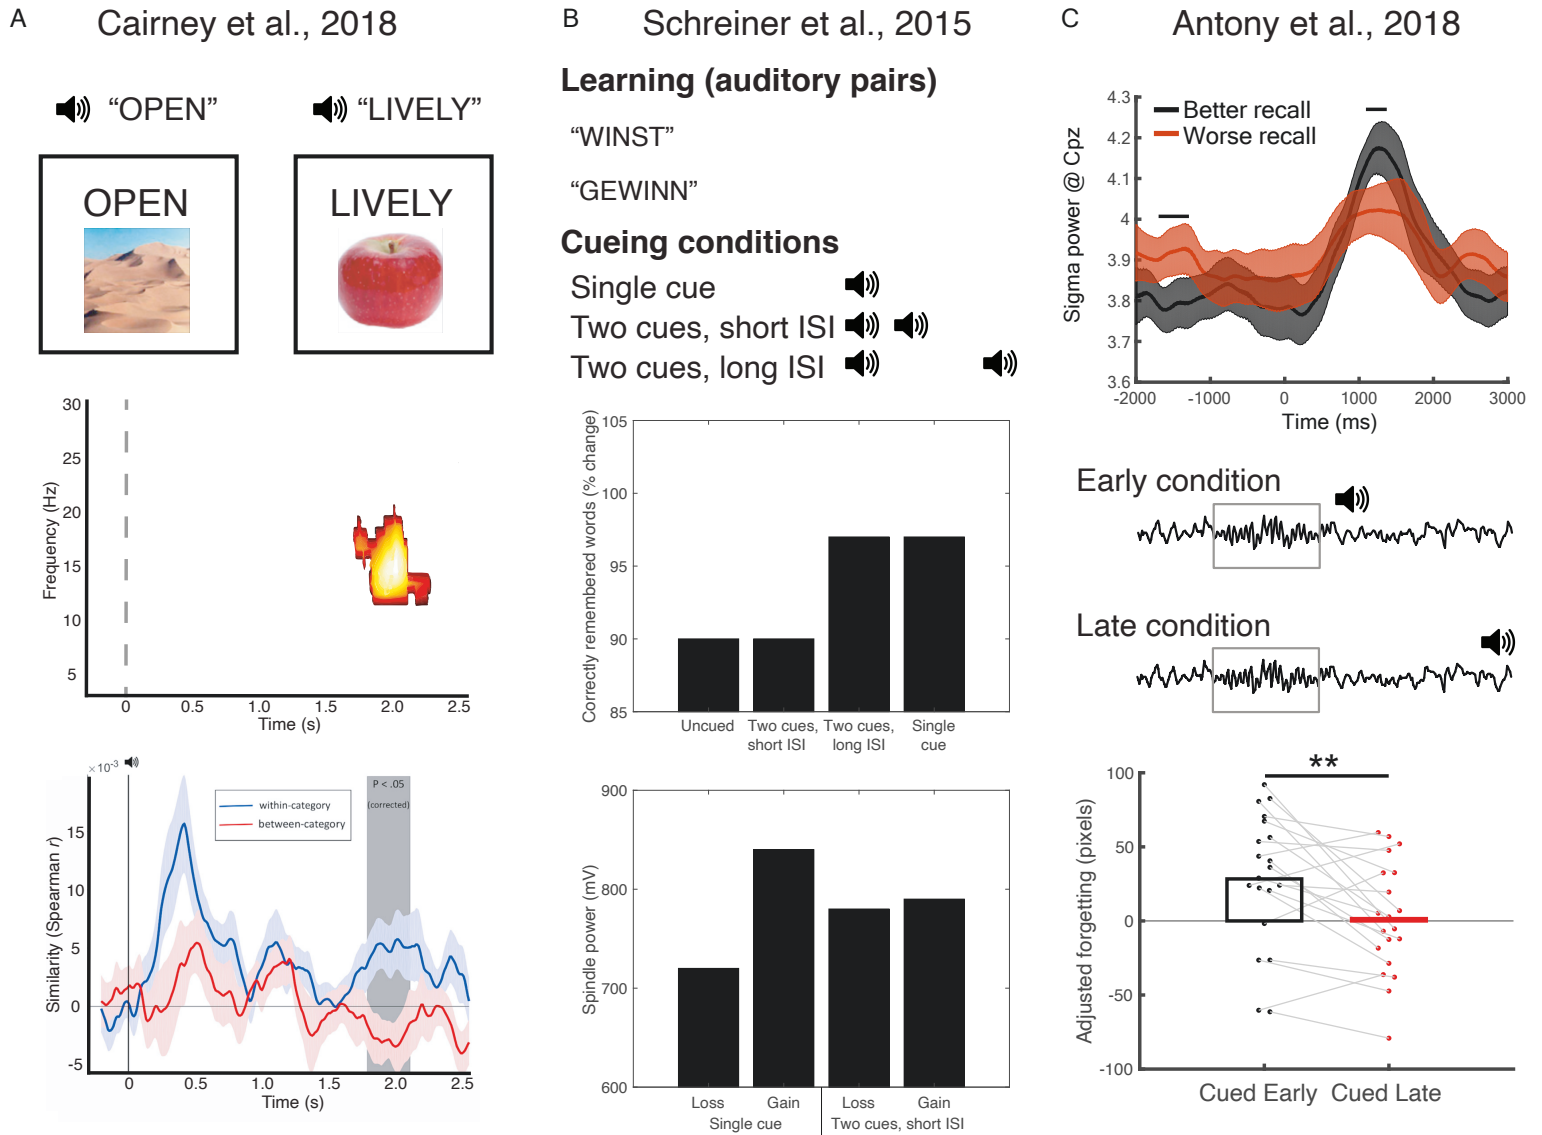 A
Cairney et al., 2018
“OPEN”
“LIVELY”
OPEN
LIVELY
30
25
20
15
10
5
Frequency (Hz)
0
0.5
1.0
1.5
2.0
2.5
Time (s)
×10⁻³
P < .05
(corrected)
within-category
between-category
15
10
5
0
-5
Similarity (Spearman r)
0
0.5
1.0
1.5
2.0
2.5
Time (s)
B
Schreiner et al., 2015
Learning (auditory pairs)
“WINST”
“GEWINN”
Cueing conditions
Single cue
Two cues, short ISI
Two cues, long ISI
Correctly remembered words (% change)
105
100
95
90
85
Uncued
Two cues,
short ISI
Two cues,
long ISI
Single
cue
Spindle power (mV)
900
800
700
600
Loss
Gain
Loss
Gain
Single cue
Two cues, short ISI
C
Antony et al., 2018
Sigma power @ Cpz
4.3
4.2
4.1
4
3.9
3.8
3.7
3.6
Better recall
Worse recall
-2000
-1000
0
1000
2000
3000
Time (ms)
Early condition
Late condition
**
Adjusted forgetting (pixels)
100
50
0
-50
-100
Cued Early
Cued Late